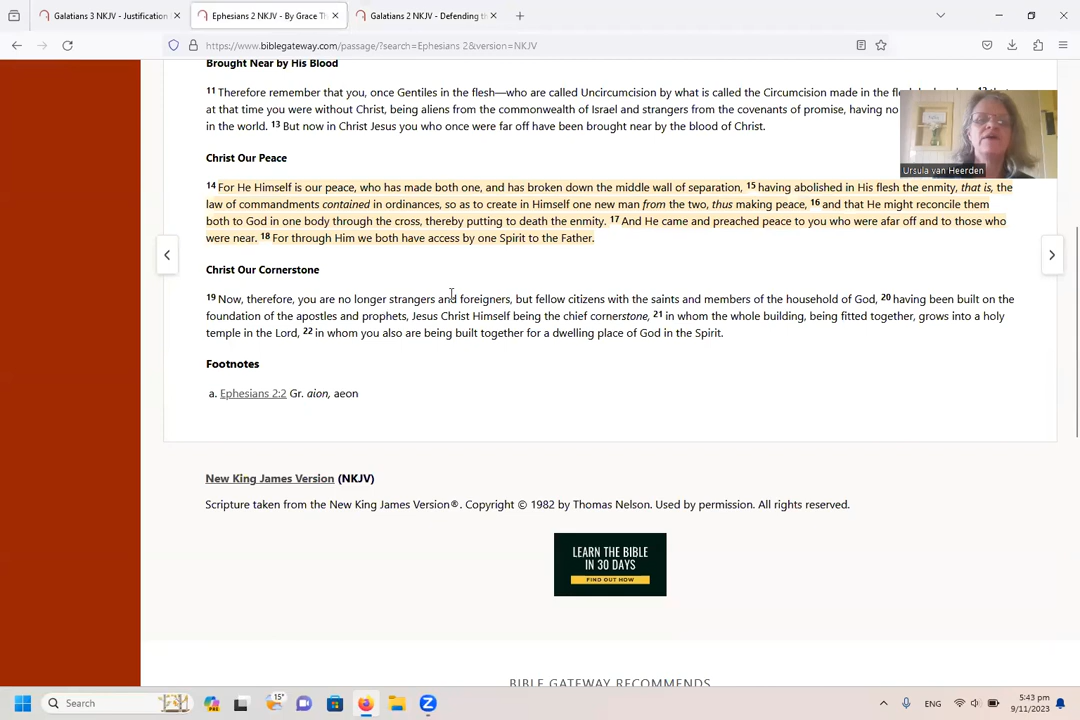 Galatians 3 NKJV - Justification
Ephesians 2 NKJV - By Grace Th
Galatians 2 NKJV - Defending th
https://www.biblegateway.com/passage/?search=Ephesians 2&version=NKJV
Brought Near by His Blood
11 Therefore remember that you, once Gentiles in the flesh—who are called Uncircumcision by what is called the Circumcision made in the
at that time you were without Christ, being aliens from the commonwealth of Israel and strangers from the covenants of promise, having no
in the world. 13 But now in Christ Jesus you who once were far off have been brought near by the blood of Christ.
Ursula van Heerden
Christ Our Peace
14 For He Himself is our peace, who has made both one, and has broken down the middle wall of separation, 15 having abolished in His flesh the enmity, that is, the
law of commandments contained in ordinances, so as to create in Himself one new man from the two, thus making peace, 16 and that He might reconcile them
both to God in one body through the cross, thereby putting to death the enmity. 17 And He came and preached peace to you who were afar off and to those who
were near. 18 For through Him we both have access by one Spirit to the Father.
Christ Our Cornerstone
19 Now, therefore, you are no longer strangers and foreigners, but fellow citizens with the saints and members of the household of God, 20 having been built on the
foundation of the apostles and prophets, Jesus Christ Himself being the chief cornerstone, 21 in whom the whole building, being fitted together, grows into a holy
temple in the Lord, 22 in whom you also are being built together for a dwelling place of God in the Spirit.
Footnotes
a. Ephesians 2:2 Gr. aion, aeon
New King James Version (NKJV)
Scripture taken from the New King James Version®. Copyright © 1982 by Thomas Nelson. Used by permission. All rights reserved.
LEARN THE BIBLE
IN 30 DAYS
FIND OUT HOW
BIBLE GATEWAY RECOMMENDS
Search
15°
ENG
5:43 pm
9/11/2023